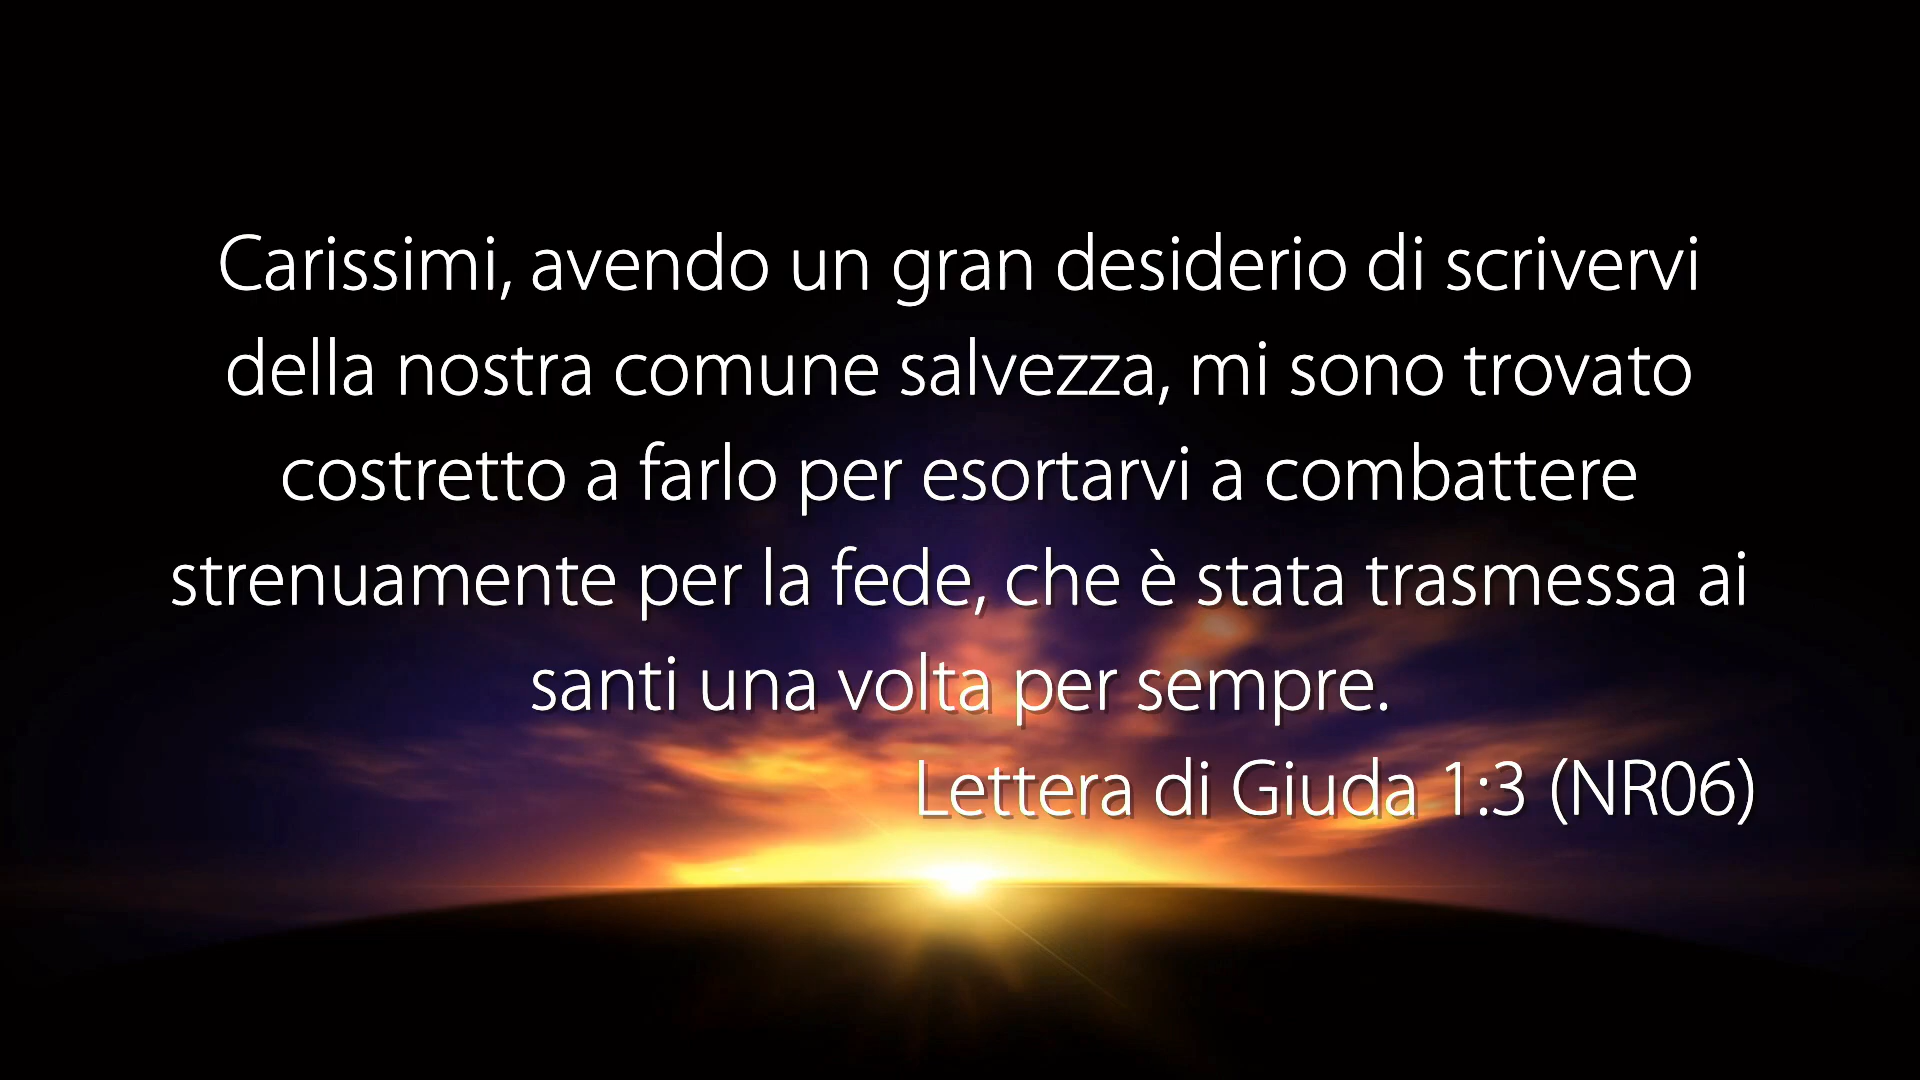 Carissimi, avendo un gran desiderio di scrivervi
della nostra comune salvezza, mi sono trovato
costretto a farlo per esortarvi a combattere
strenuamente per la fede, che è stata trasmessa ai
santi una volta per sempre.
Lettera di Giuda 1:3 (NR06)